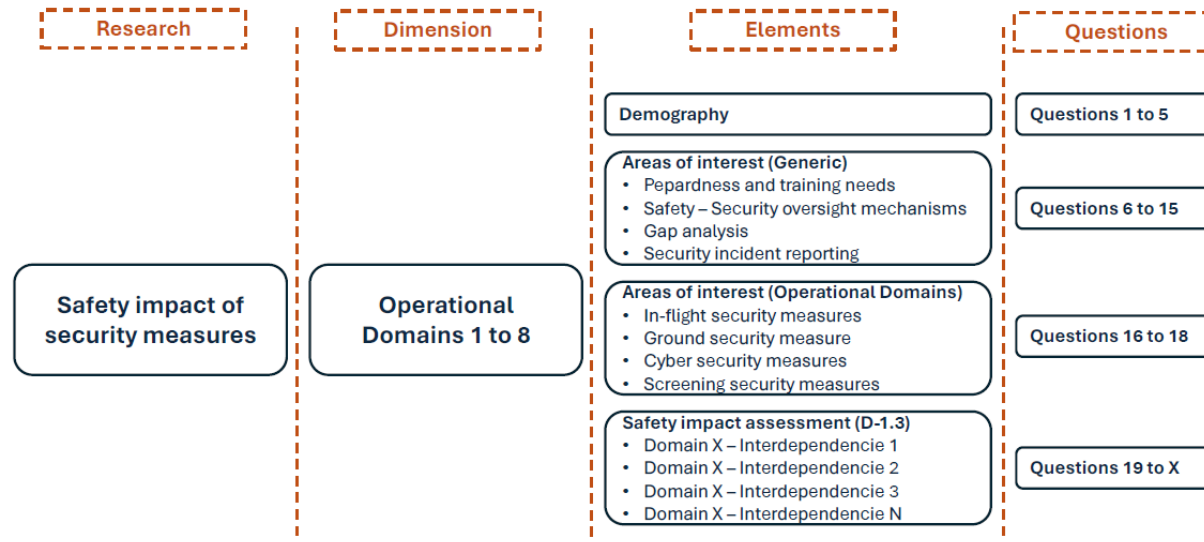 Research
Dimension
Elements
Questions
Safety impact of
security measures
Operational
Domains 1 to 8
Demography
Questions 1 to 5
Areas of interest (Generic)
• Pepardness and training needs
• Safety – Security oversight mechanisms
• Gap analysis
• Security incident reporting
Questions 6 to 15
Areas of interest (Operational Domains)
• In-flight security measures
• Ground security measure
• Cyber security measures
• Screening security measures
Questions 16 to 18
Safety impact assessment (D-1.3)
• Domain X – Interdependencie 1
• Domain X – Interdependencie 2
• Domain X – Interdependencie 3
• Domain X – Interdependencie N
Questions 19 to X